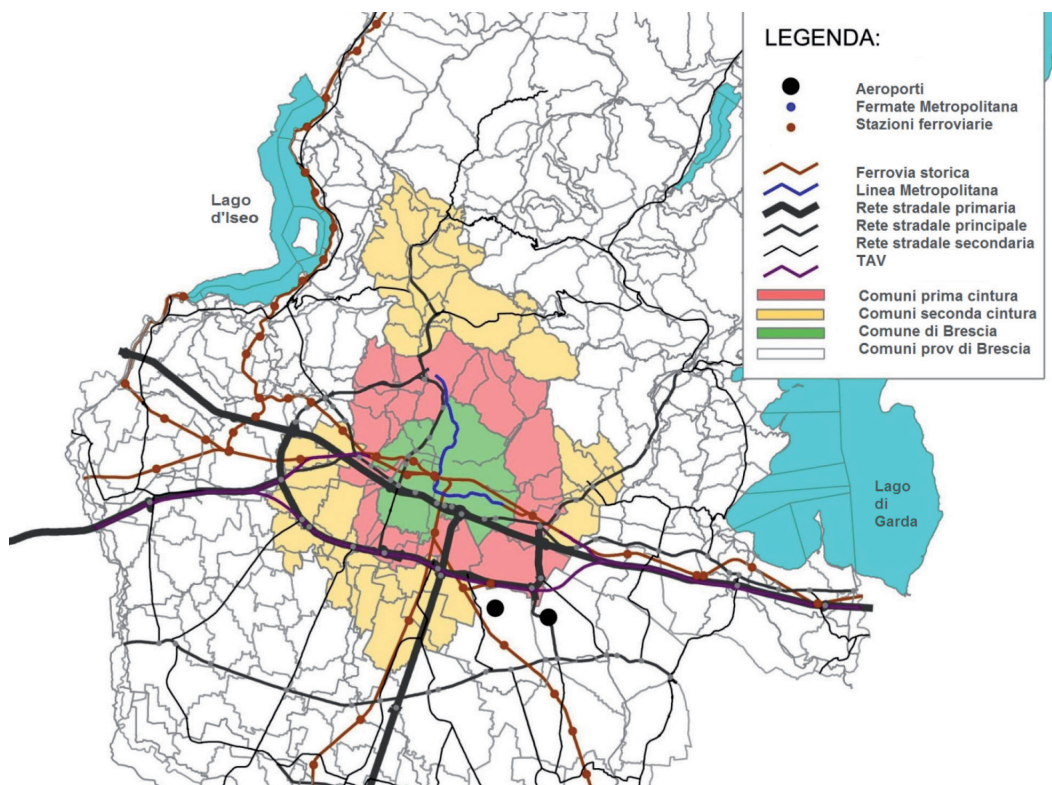 LEGENDA:
Aeroporti
Fermate Metropolitana
Stazioni ferroviarie
Ferrovia storica
Linea Metropolitana
Rete stradale primaria
Rete stradale principale
Rete stradale secondaria
TAV
Comuni prima cintura
Comuni seconda cintura
Comune di Brescia
Comuni prov di Brescia
Lago
d'Iseo
Lago
di
Garda